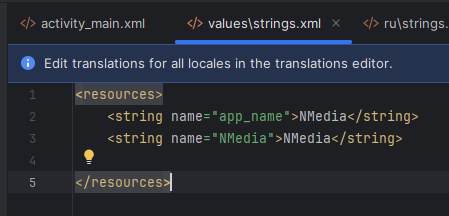 activity_main.xml values\strings.xml ru\strings.
Edit translations for all locales in the translations editor.
1 <resources>
2 <string name="app_name">NMedia</string>
3 <string name="NMedia">NMedia</string>
4
5 </resources>